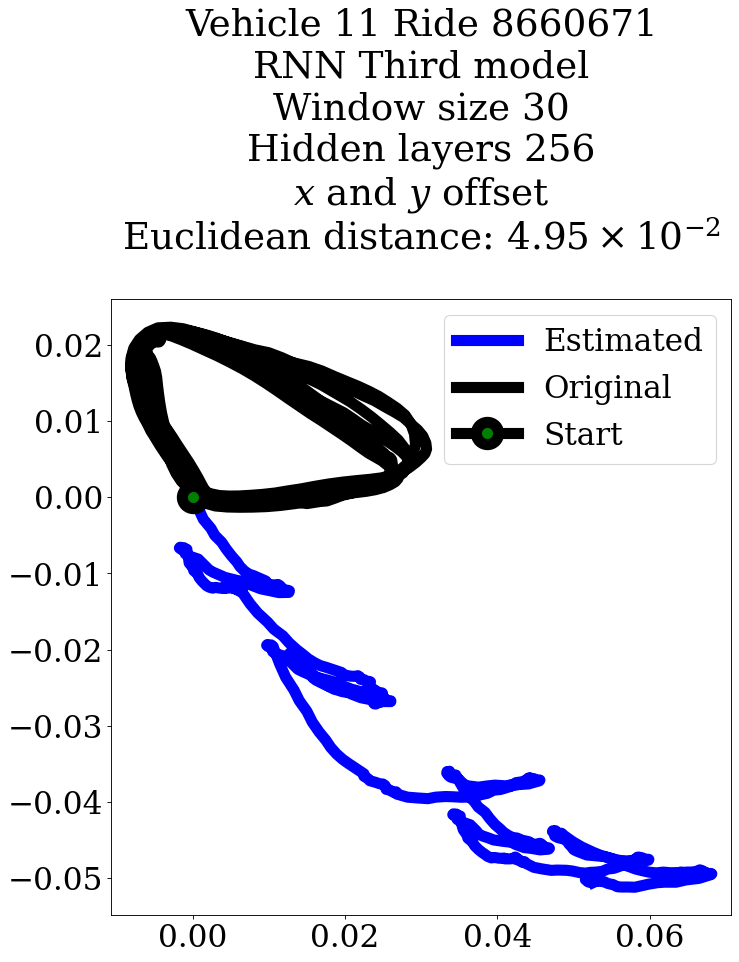 Vehicle 11 Ride 8660671
RNN Third model
Window size 30
Hidden layers 256
x and y offset
Euclidean distance: 4.95 × 10⁻²
Estimated
Original
Start
0.02
0.01
0.00
−0.01
−0.02
−0.03
−0.04
−0.05
0.00 0.02 0.04 0.06